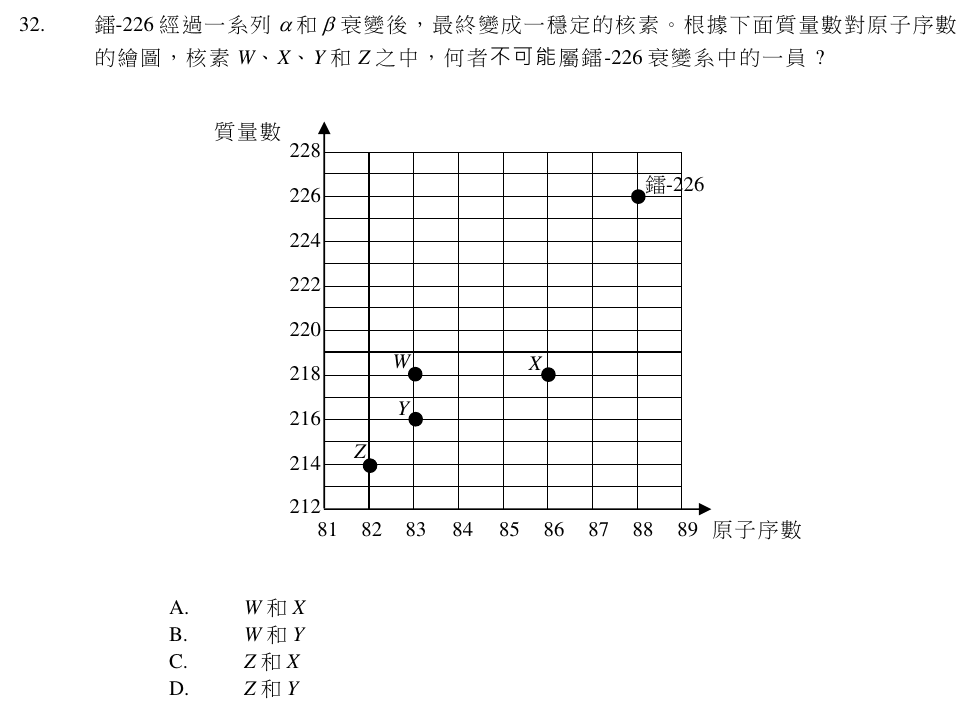 32. 鐳-226 經過一系列 α 和 β 衰變後，最終變成一穩定的核素。根據下面質量數對原子序數
的繪圖，核素 W、X、Y 和 Z 之中，何者不可能屬鐳-226 衰變系中的一員？
質量數
228
鐳-226
226
224
222
220
W X
218
Y
216
Z
214
212
81 82 83 84 85 86 87 88 89 原子序數
A. W 和 X
B. W 和 Y
C. Z 和 X
D. Z 和 Y